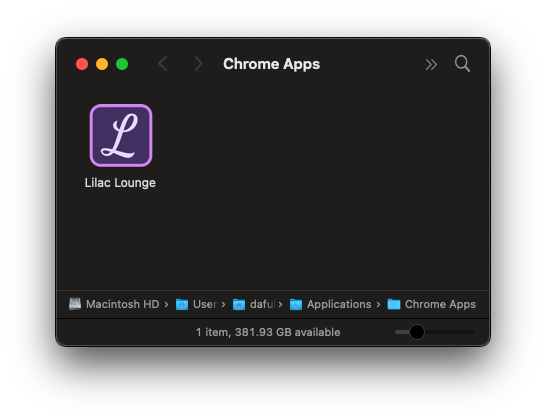 Chrome Apps
L
Lilac Lounge
Macintosh HD › User › daful › Applications › Chrome Apps
1 item, 381.93 GB available